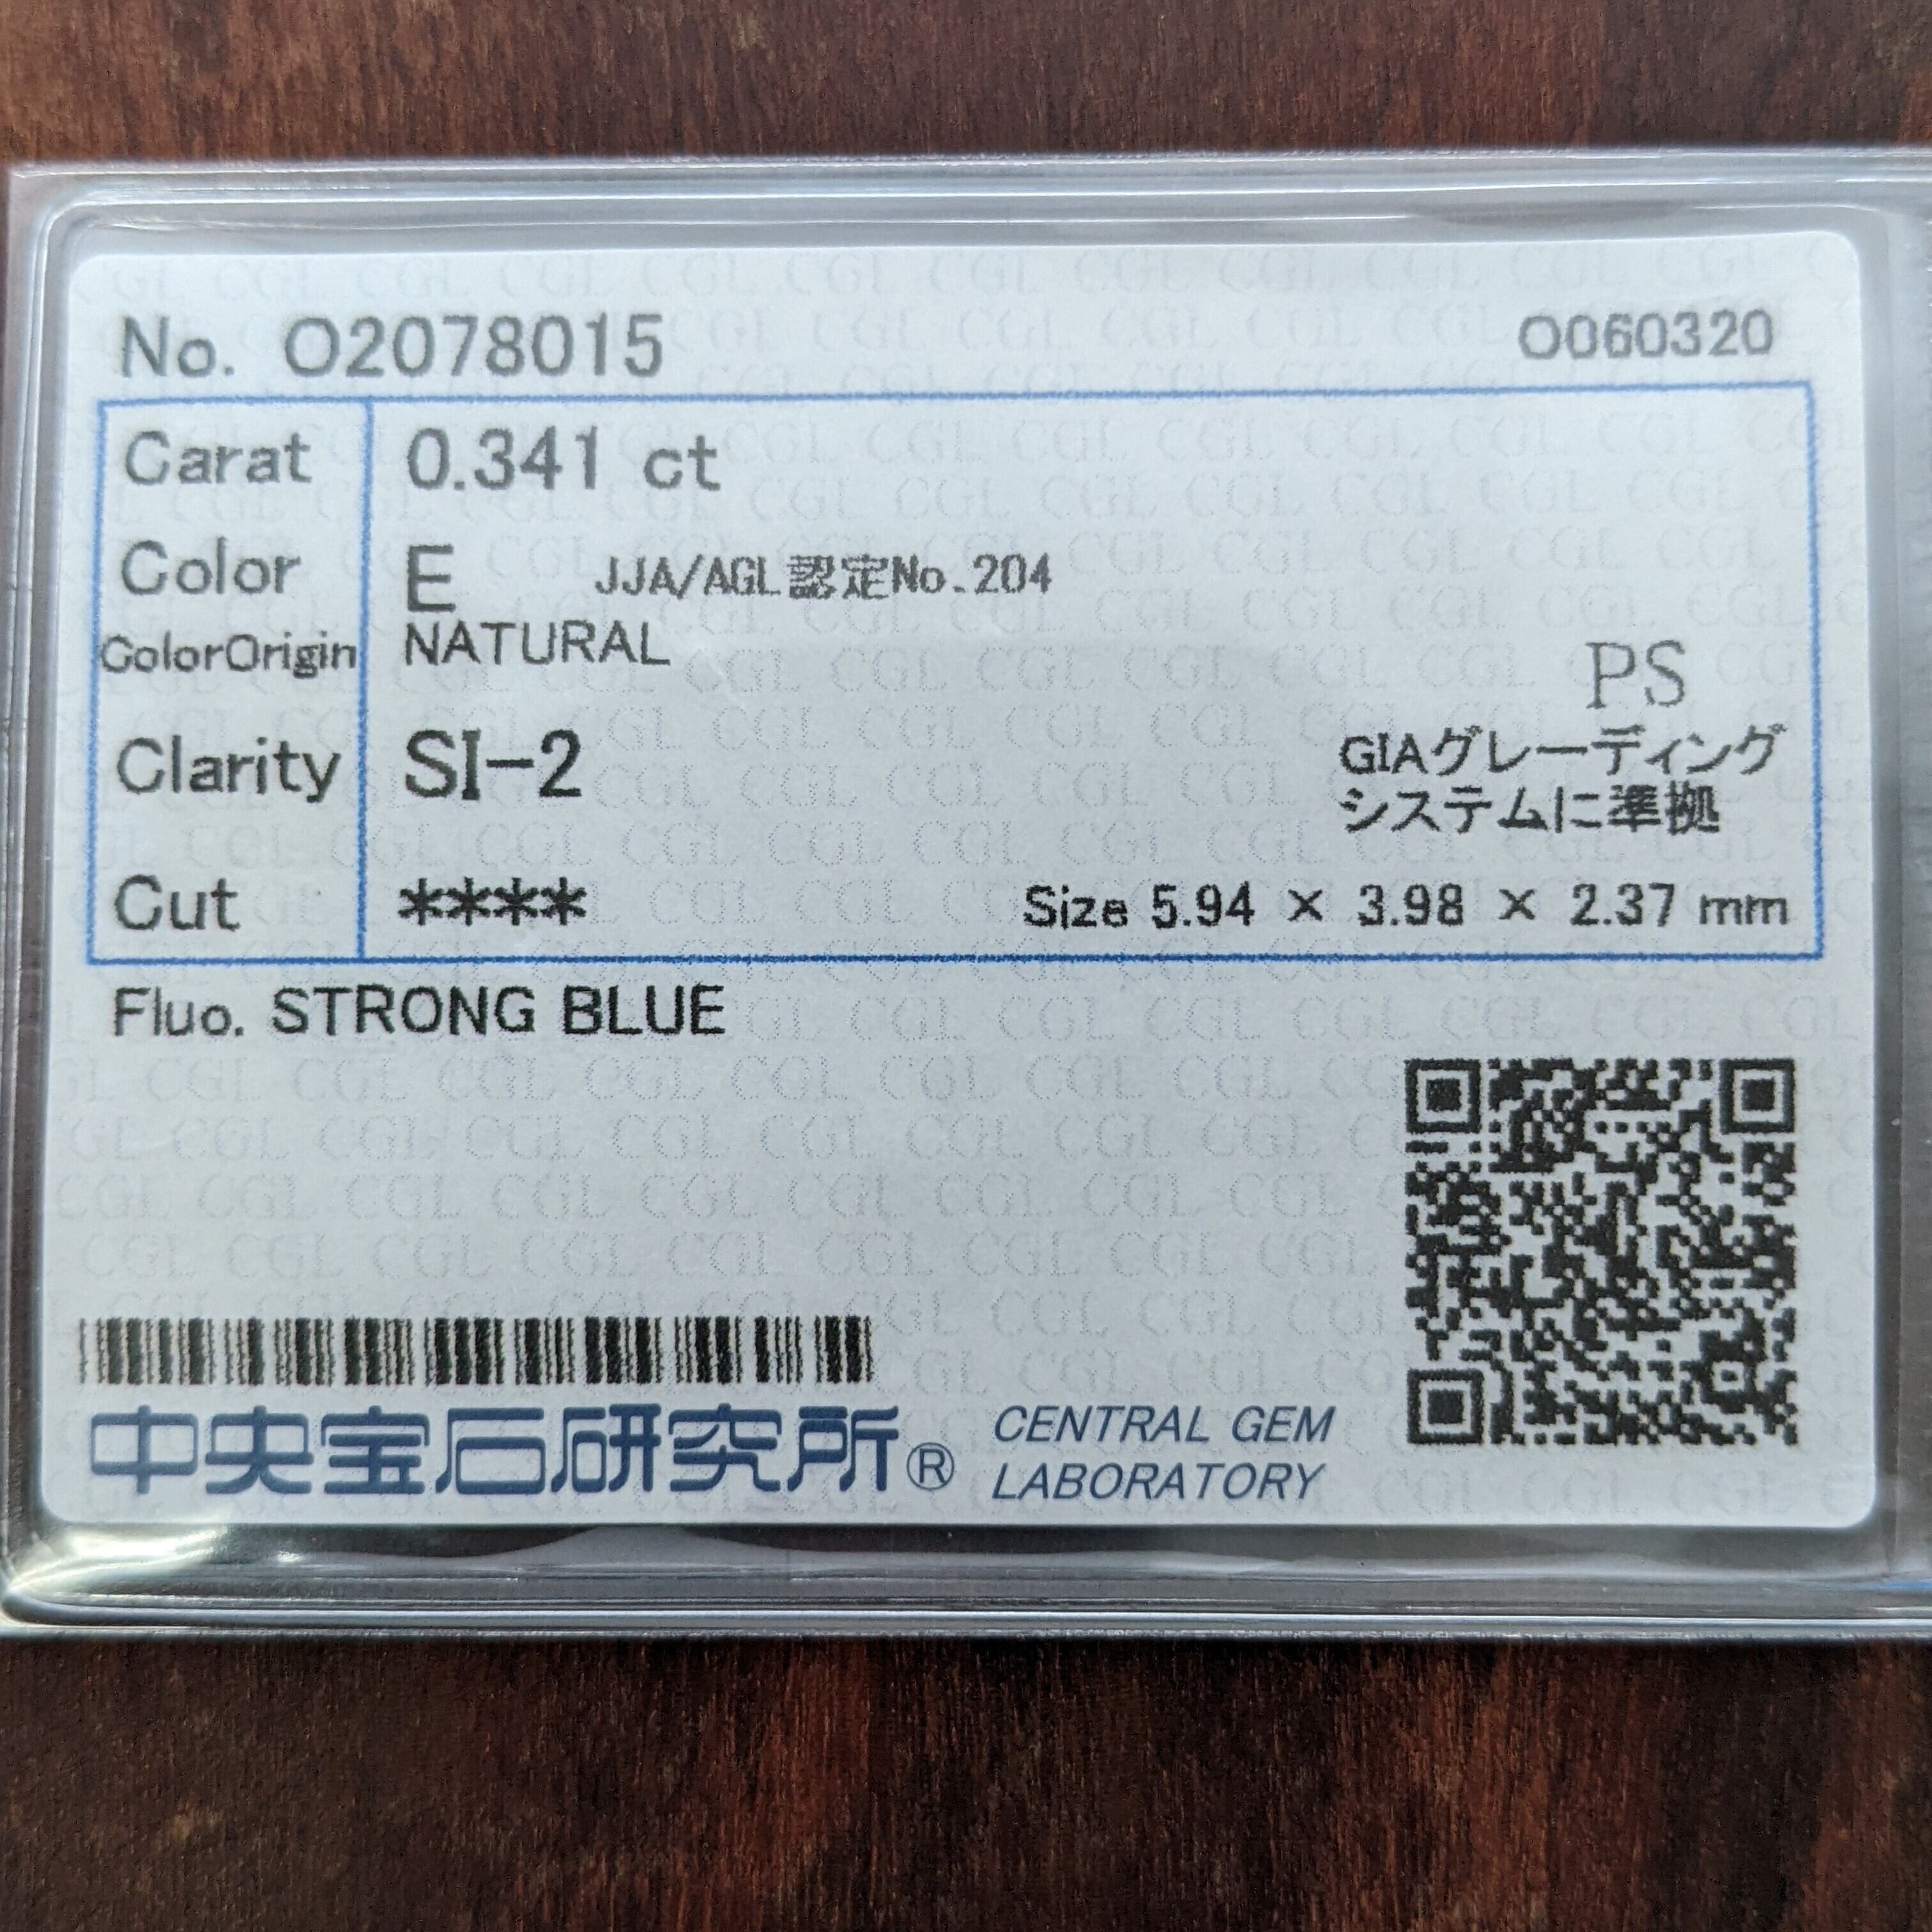 No. O2078015
O060320
Carat 0.341 ct
Color E JJA/AGL認定No.204
ColorOrigin NATURAL
PS
Clarity SI-2
GIAグレーディング
システムに準拠
Cut **** Size 5.94 × 3.98 × 2.37 mm
Fluo. STRONG BLUE
中央宝石研究所®
CENTRAL GEM
LABORATORY